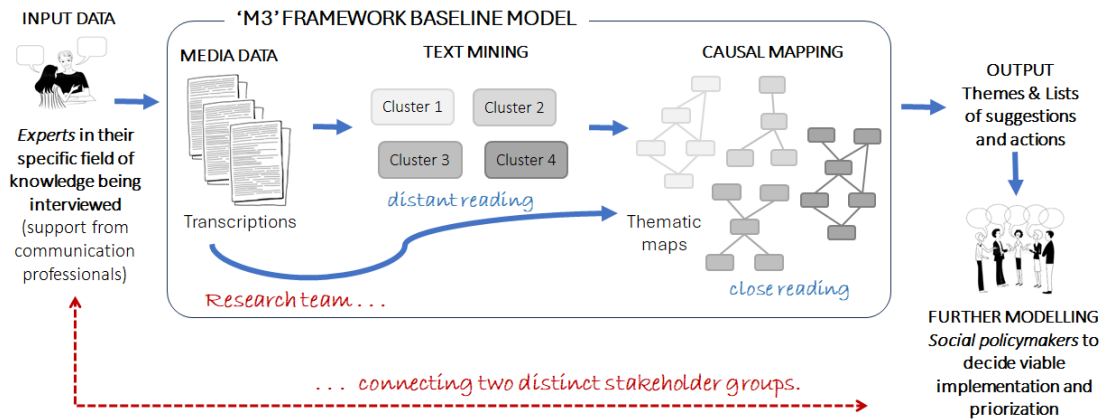 INPUT DATA
Experts in their
specific field of
knowledge being
interviewed
(support from
communication
professionals)
‘M3’ FRAMEWORK BASELINE MODEL
MEDIA DATA
Transcriptions
TEXT MINING
Cluster 1
Cluster 2
Cluster 3
Cluster 4
distant reading
CAUSAL MAPPING
Thematic
maps
close reading
Research team . . .
OUTPUT
Themes & Lists
of suggestions
and actions
FURTHER MODELLING
Social policymakers to
decide viable
implementation and
priorization
. . . connecting two distinct stakeholder groups.